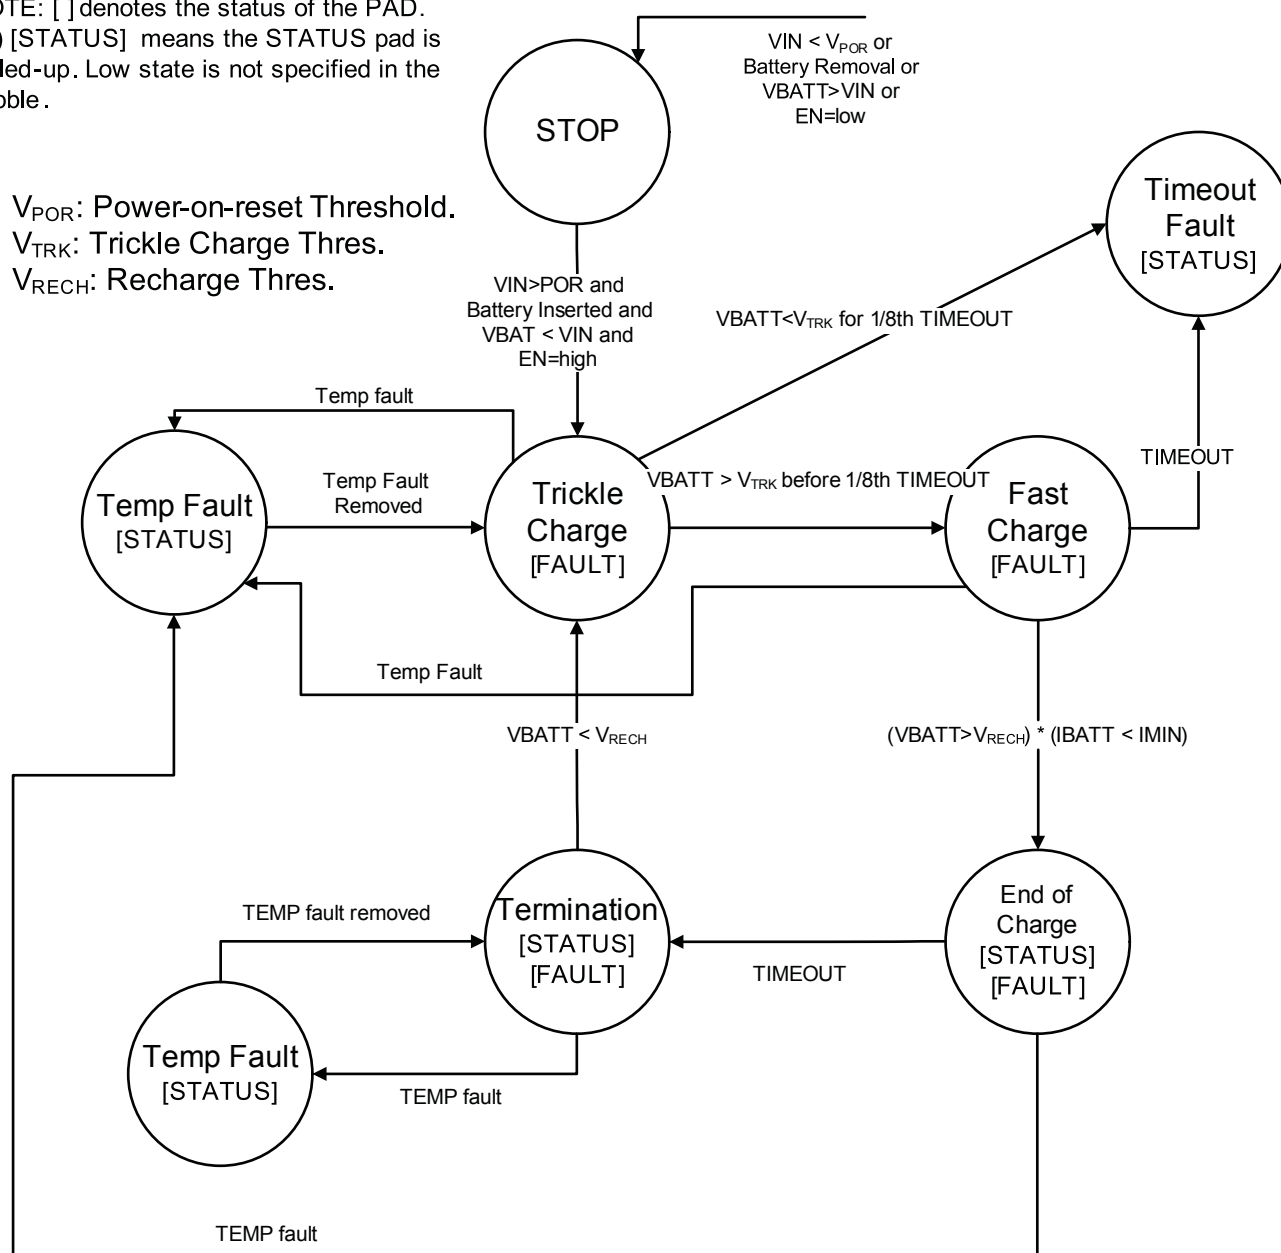 NOTE: [ ] denotes the status of the PAD.
) [STATUS] means the STATUS pad is
led-up. Low state is not specified in the
bble.
VIN < VPOR or
Battery Removal or
VBATT>VIN or
EN=low
STOP
VPOR: Power-on-reset Threshold.
VTRK: Trickle Charge Thres.
VRECH: Recharge Thres.
Timeout
Fault
[STATUS]
VIN>POR and
Battery Inserted and
VBAT < VIN and
EN=high
VBATT<VTRK for 1/8th TIMEOUT
Temp fault
TIMEOUT
Temp Fault
[STATUS]
Temp Fault
Removed
Trickle
Charge
[FAULT]
VBATT > VTRK before 1/8th TIMEOUT
Fast
Charge
[FAULT]
Temp Fault
VBATT < VRECH
(VBATT>VRECH) * (IBATT < IMIN)
TEMP fault removed
Termination
[STATUS]
[FAULT]
TIMEOUT
End of
Charge
[STATUS]
[FAULT]
Temp Fault
[STATUS]
TEMP fault
TEMP fault